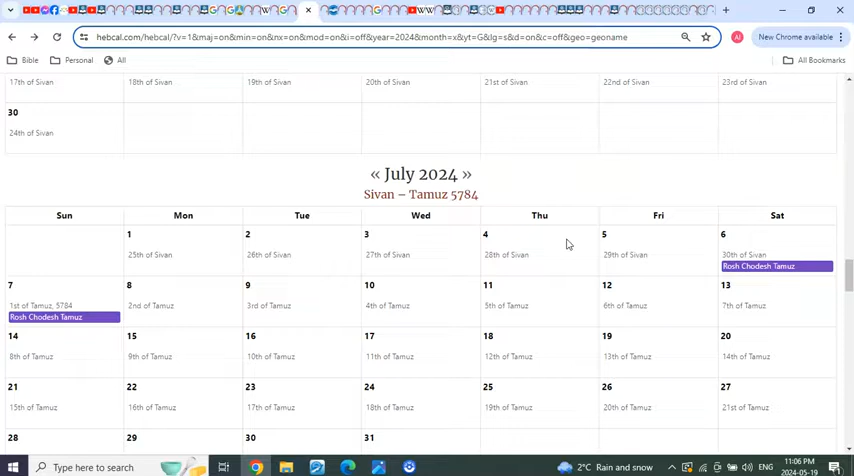 hebcal.com/hebcal/?v=1&maj=on&min=on&nx=on&mod=on&i=off&year=2024&month=x&yt=G&lg=s&d=on&c=off&geo=geoname
New Chrome available
Bible Personal All All Bookmarks
17th of Sivan 18th of Sivan 19th of Sivan 20th of Sivan 21st of Sivan 22nd of Sivan 23rd of Sivan
30
24th of Sivan
« July 2024 »
Sivan – Tamuz 5784
Sun Mon Tue Wed Thu Fri Sat
1 2 3 4 5 6
25th of Sivan 26th of Sivan 27th of Sivan 28th of Sivan 29th of Sivan 30th of Sivan
Rosh Chodesh Tamuz
7 8 9 10 11 12 13
1st of Tamuz, 5784 2nd of Tamuz 3rd of Tamuz 4th of Tamuz 5th of Tamuz 6th of Tamuz 7th of Tamuz
Rosh Chodesh Tamuz
14 15 16 17 18 19 20
8th of Tamuz 9th of Tamuz 10th of Tamuz 11th of Tamuz 12th of Tamuz 13th of Tamuz 14th of Tamuz
21 22 23 24 25 26 27
15th of Tamuz 16th of Tamuz 17th of Tamuz 18th of Tamuz 19th of Tamuz 20th of Tamuz 21st of Tamuz
28 29 30 31
Type here to search
2°C Rain and snow
ENG
11:06 PM
2024-05-19